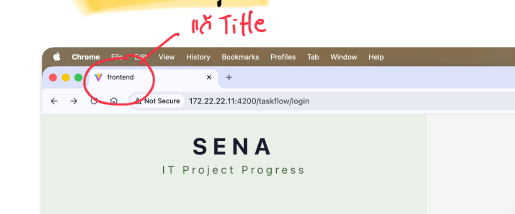 แก้ Title
Chrome File Edit View History Bookmarks Profiles Tab Window Help
frontend
Not Secure 172.22.22.11:4200/taskflow/login
SENA
IT Project Progress